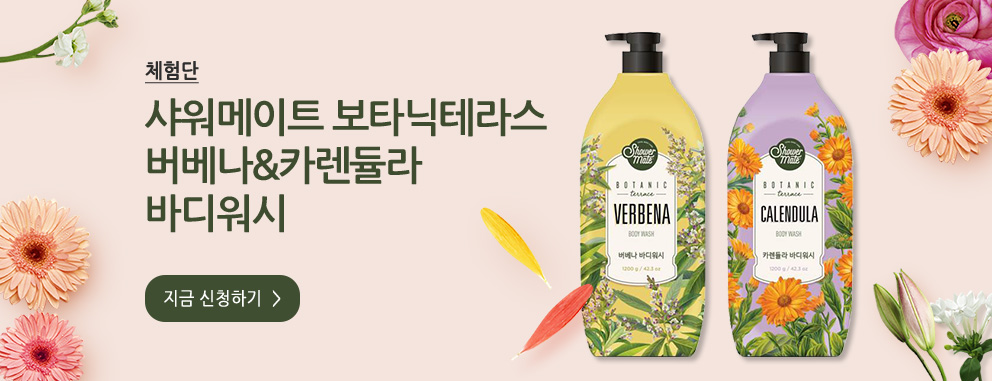 체험단
샤워메이트 보타닉테라스
버베나&카렌듈라
바디워시
지금 신청하기 >
Shower Mate
BOTANIC
terrace
VERBENA
BODY WASH
버베나 바디워시
1200 g / 42.3 oz
Shower Mate
BOTANIC
terrace
CALENDULA
BODY WASH
카렌듈라 바디워시
1200 g / 42.3 oz